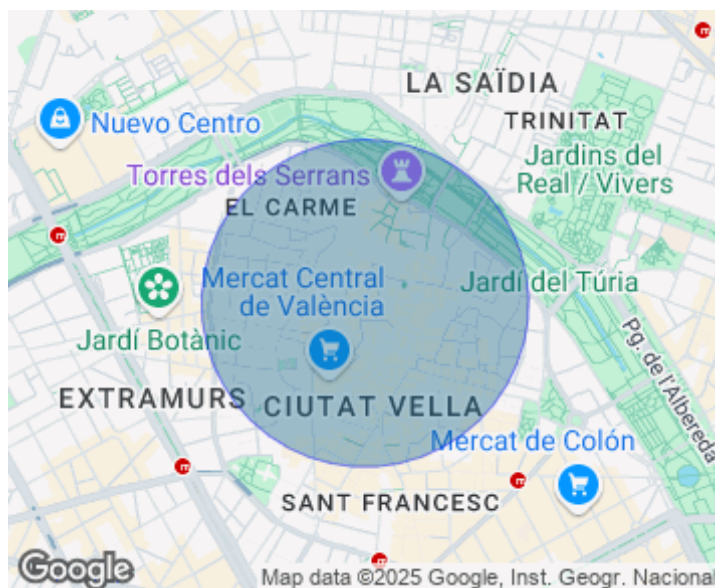 LA SAÏDIA
Nuevo Centro
TRINITAT
Torres dels Serrans
Jardins del
Real / Vivers
EL CARME
Mercat Central
de València
Jardí del Túria
Jardí Botànic
Pg. de l'Albereda
EXTRAMURS
CIUTAT VELLA
Mercat de Colón
SANT FRANCESC
Google
Map data ©2025 Google, Inst. Geogr. Nacional